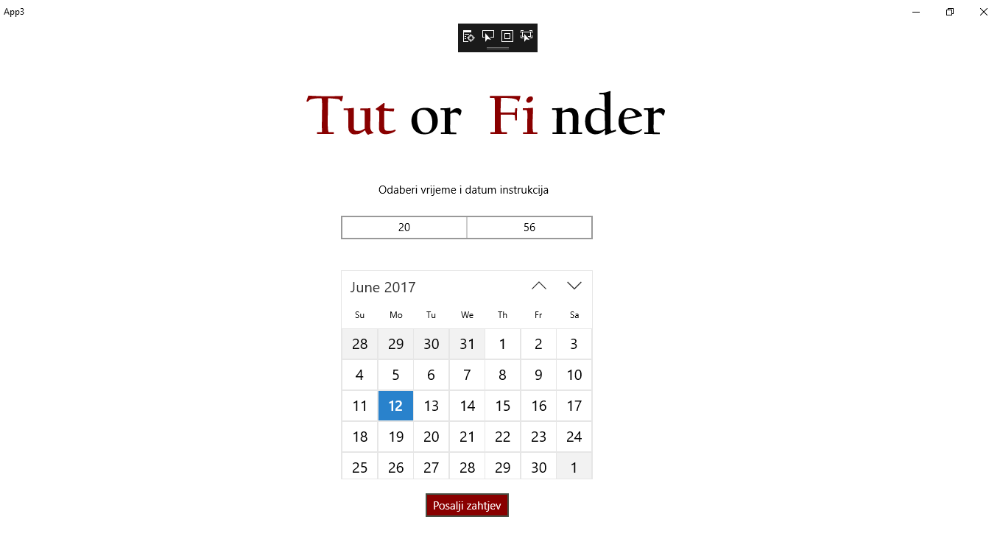 App3
Tut or Fi nder
Odaberi vrijeme i datum instrukcija
20 56
June 2017
Su Mo Tu We Th Fr Sa
28 29 30 31 1 2 3
4 5 6 7 8 9 10
11 12 13 14 15 16 17
18 19 20 21 22 23 24
25 26 27 28 29 30 1
Posalji zahtjev